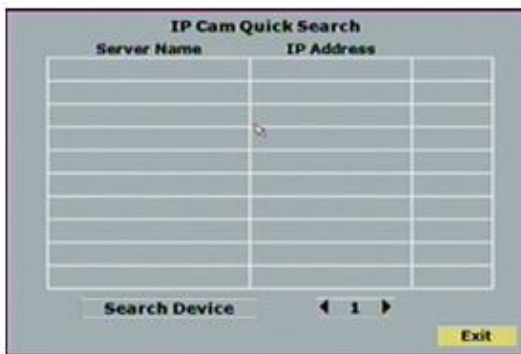 IP Cam Quick Search
Server Name IP Address
Search Device 1
Exit